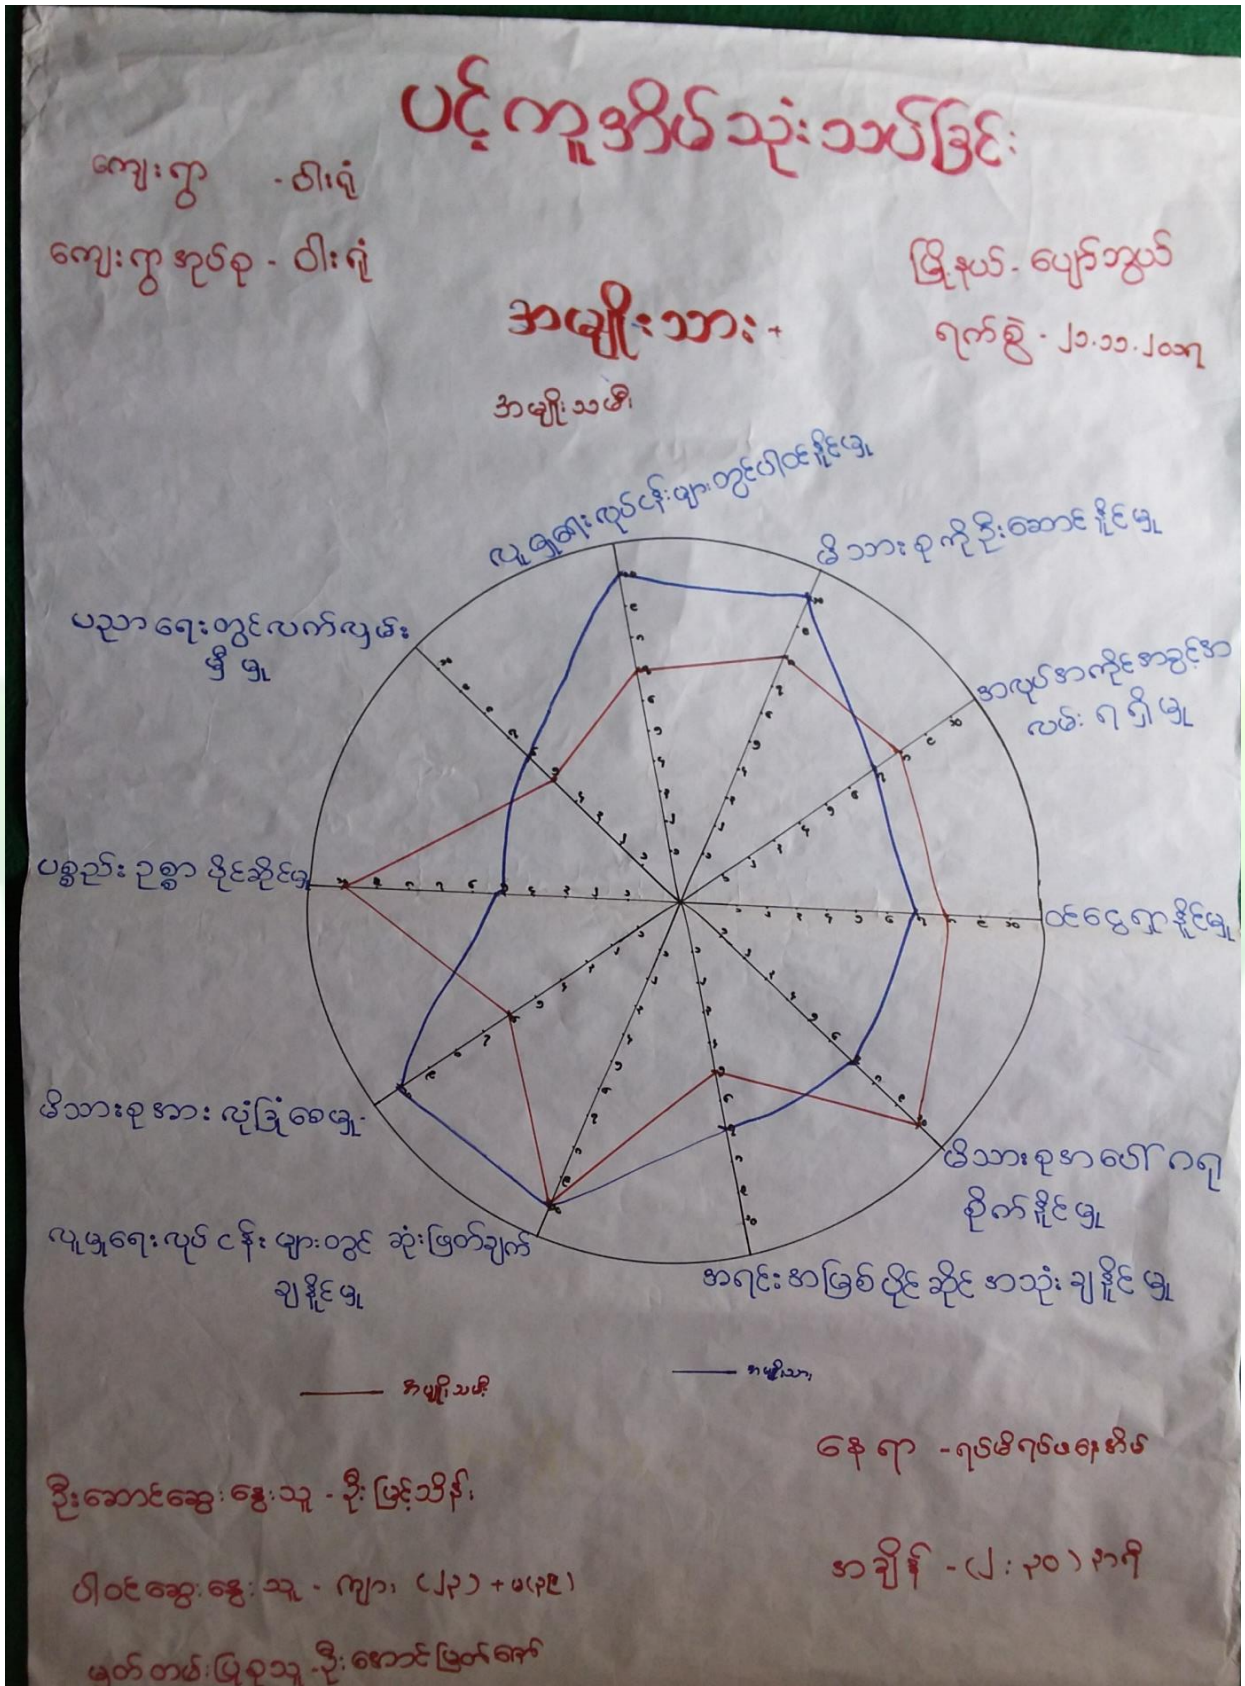 ပင့်ကူအိမ်သုံးသပ်ခြင်း
ကျေးရွာ - ဝါးရုံ
ကျေးရွာအုပ်စု - ဝါးရုံ
မြို့နယ် - ပျော်ဘွယ်
အမျိုးသား +
ရက်စွဲ - ၂၁.၁၁.၂၀၁၇
အမျိုးသမီး
လူမှုရေးလုပ်ငန်းများတွင်ပါဝင်နိုင်မှု
မိသားစုကိုဦးဆောင်နိုင်မှု
ပညာရေးတွင်လက်လှမ်း
မှီမှု
အလုပ်အကိုင်အခွင့်အ
လမ်းရရှိမှု
ပစ္စည်းဥစ္စာပိုင်ဆိုင်မှု
ဝင်ငွေရှာနိုင်မှု
မိသားစုအားလုံခြုံစေမှု
မိသားစုအပေါ်ဂရု
စိုက်နိုင်မှု
လူမှုရေးလုပ်ငန်းများတွင် ဆုံးဖြတ်ချက်
ချနိုင်မှု
အရင်းအမြစ်ပိုင်ဆိုင်အသုံးချနိုင်မှု
အမျိုးသမီး
အမျိုးသား
နေရာ - ရပ်မိရပ်ဖနေအိမ်
ဦးဆောင်ဆွေးနွေးသူ - ဦးမြင့်သိန်း
အချိန် - (၂:၃၀) နာရီ
ပါဝင်ဆွေးနွေးသူ - ကျား (၂၃) + မ(၃၉)
မှတ်တမ်းပြုစုသူ - ဦးအောင်မြတ်ကျော်